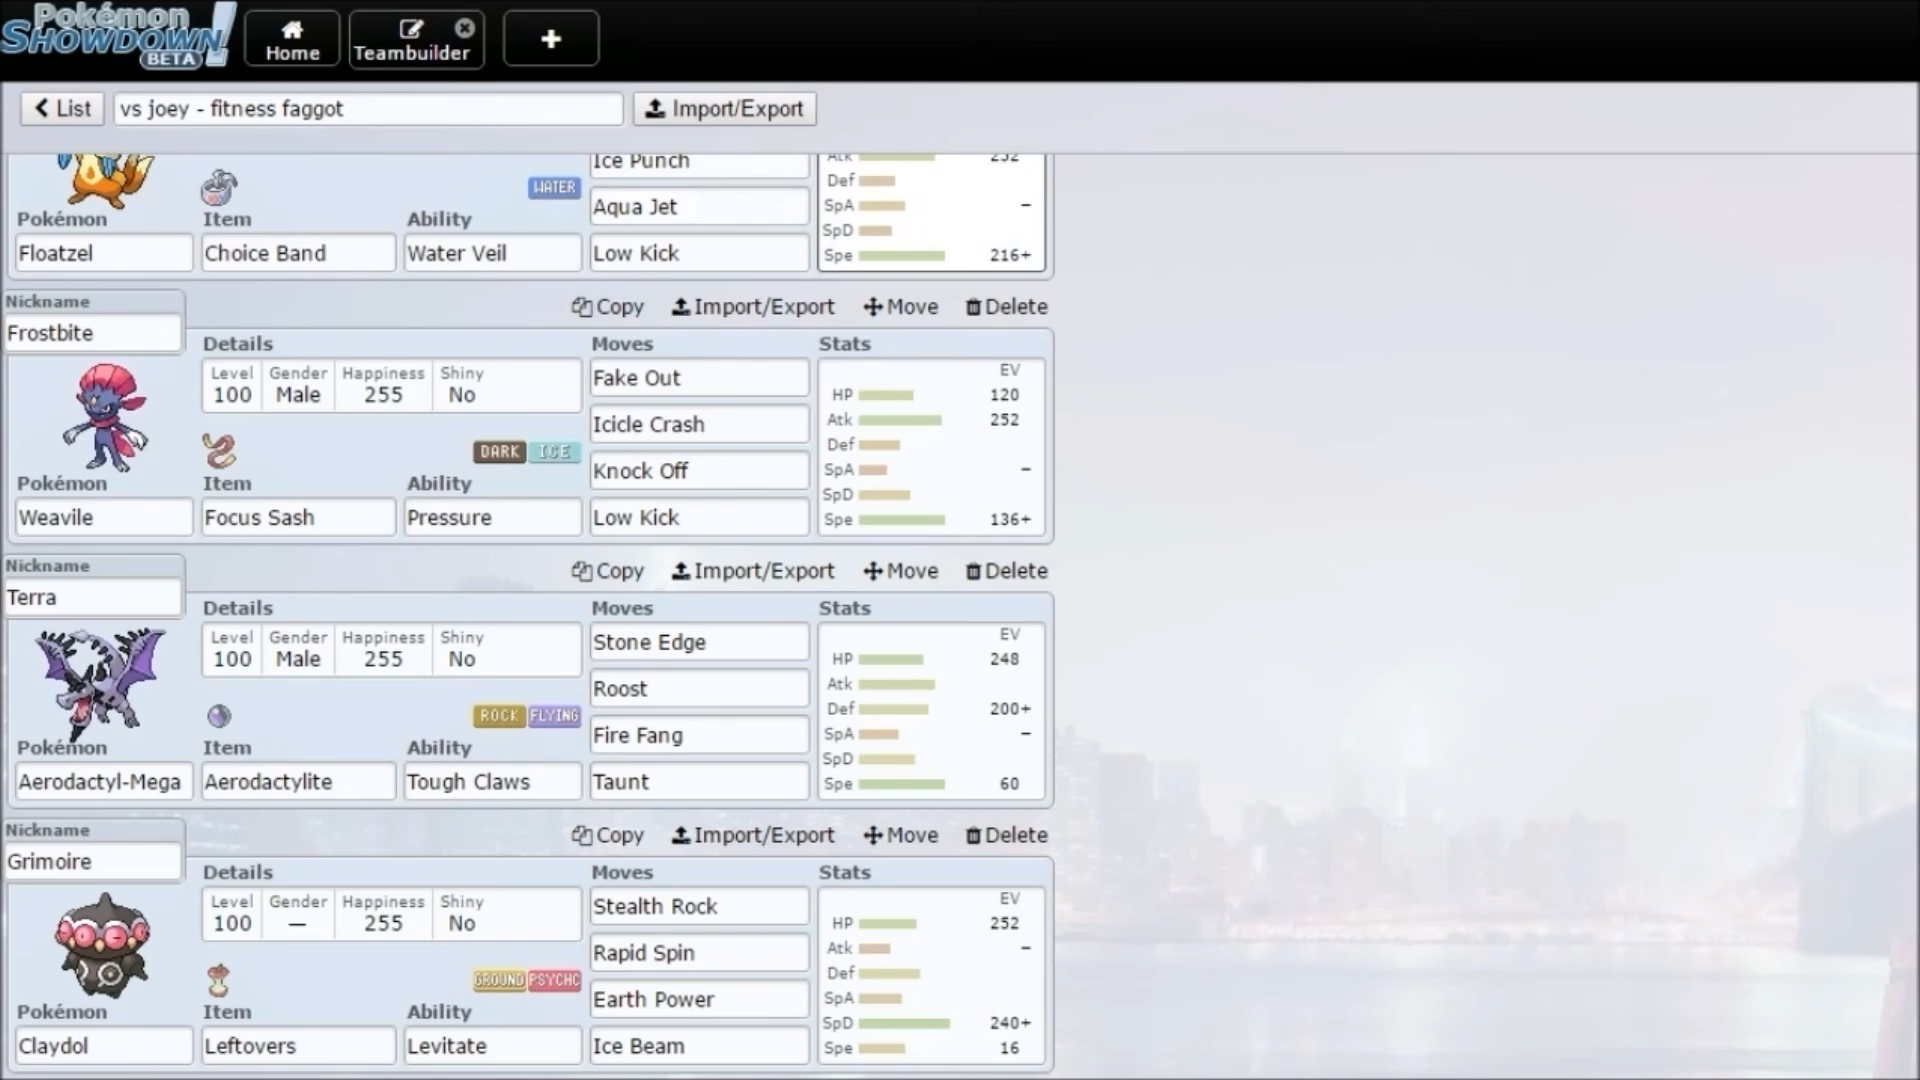 Pokémon
SHOWDOWN!
BETA
Home
Teambuilder
List
vs joey - fitness faggot
Import/Export
Ice Punch
Atk 252
Def
WATER
Aqua Jet
SpA -
Pokémon Item Ability
SpD
Floatzel Choice Band Water Veil Low Kick
Spe 216+
Nickname
Copy Import/Export Move Delete
Frostbite
Details Moves Stats
Level Gender Happiness Shiny
100 Male 255 No
Fake Out
EV
HP 120
Icicle Crash
Atk 252
Def
DARK ICE
Knock Off
SpA -
Pokémon Item Ability
SpD
Weavile Focus Sash Pressure Low Kick
Spe 136+
Nickname
Copy Import/Export Move Delete
Terra
Details Moves Stats
Level Gender Happiness Shiny
100 Male 255 No
Stone Edge
EV
HP 248
Roost
Atk
Def 200+
ROCK FLYING
Fire Fang
SpA -
Pokémon Item Ability
SpD
Aerodactyl-Mega Aerodactylite Tough Claws Taunt
Spe 60
Nickname
Copy Import/Export Move Delete
Grimoire
Details Moves Stats
Level Gender Happiness Shiny
100 — 255 No
Stealth Rock
EV
HP 252
Rapid Spin
Atk -
Def
GROUND PSYCHC
Earth Power
SpA
Pokémon Item Ability
SpD 240+
Claydol Leftovers Levitate Ice Beam
Spe 16